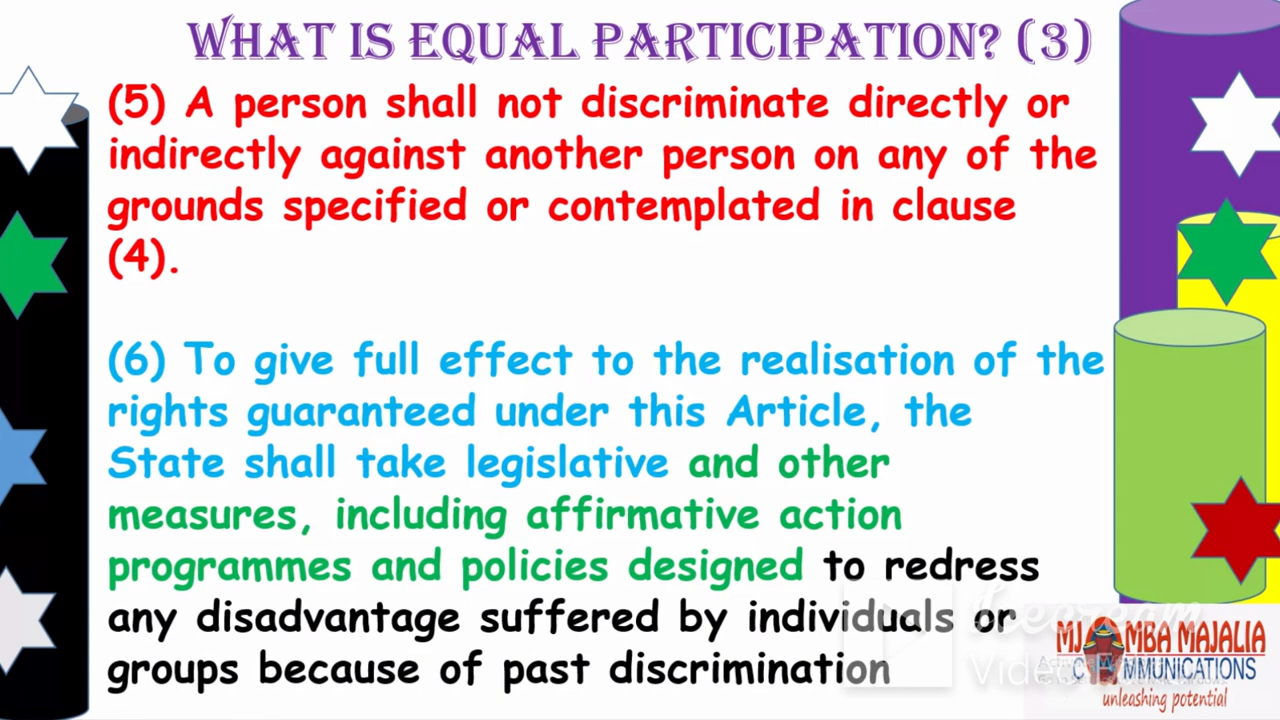 WHAT IS EQUAL PARTICIPATION? (3)
(5) A person shall not discriminate directly or
indirectly against another person on any of the
grounds specified or contemplated in clause
(4).
(6) To give full effect to the realisation of the
rights guaranteed under this Article, the
State shall take legislative and other
measures, including affirmative action
programmes and policies designed to redress
any disadvantage suffered by individuals or
groups because of past discrimination
MJOMBA MAJALIA
COMMUNICATIONS
unleashing potential